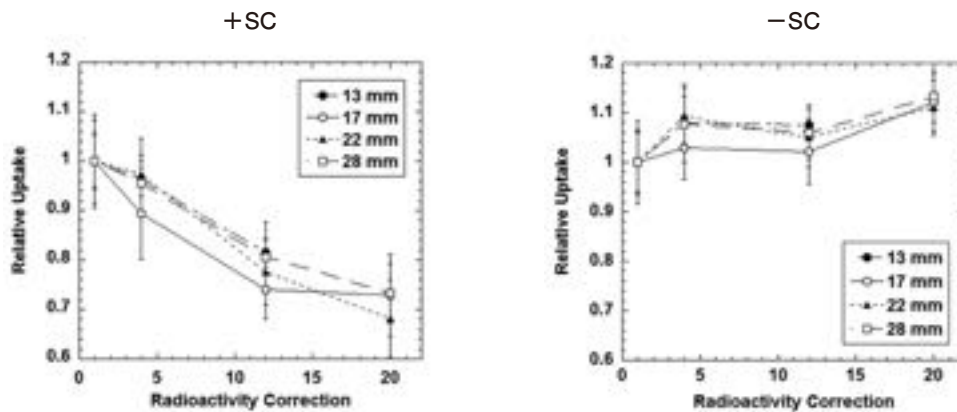 +SC
1.2
1.1
1
0.9
0.8
0.7
0.6
Relative Uptake
13 mm
17 mm
22 mm
28 mm
0 5 10 15 20
Radioactivity Correction
−SC
1.2
1.1
1
0.9
0.8
0.7
0.6
Relative Uptake
13 mm
17 mm
22 mm
28 mm
0 5 10 15 20
Radioactivity Correction